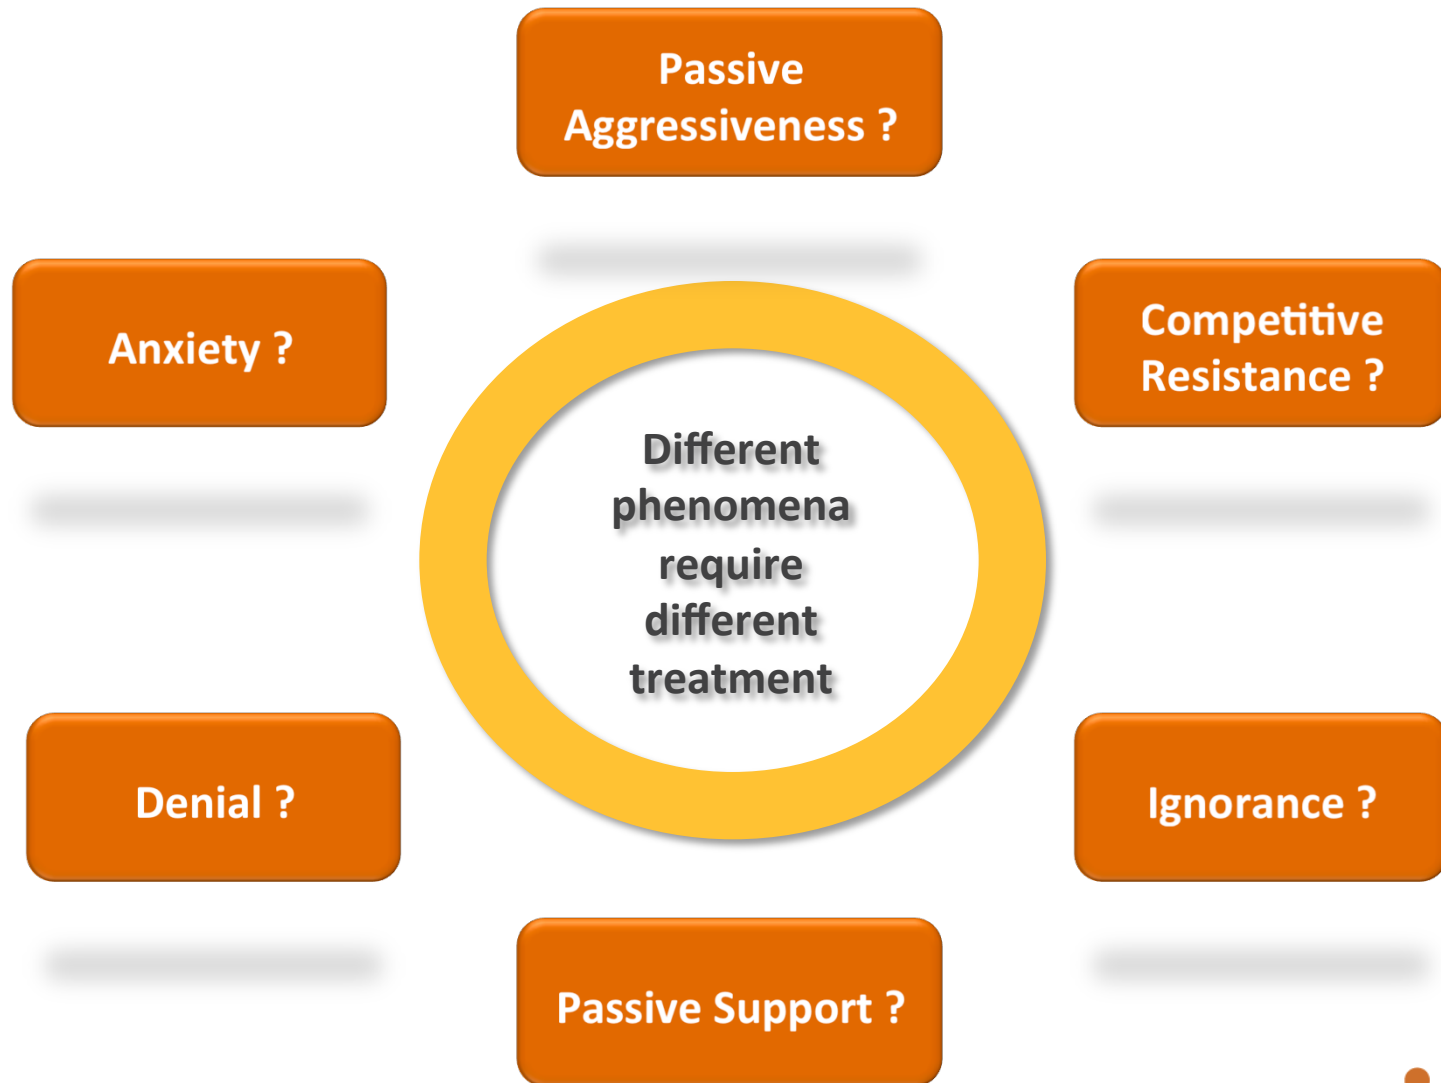 Passive
Aggressiveness ?
Anxiety ?
Competitive
Resistance ?
Different
phenomena
require
different
treatment
Denial ?
Ignorance ?
Passive Support ?